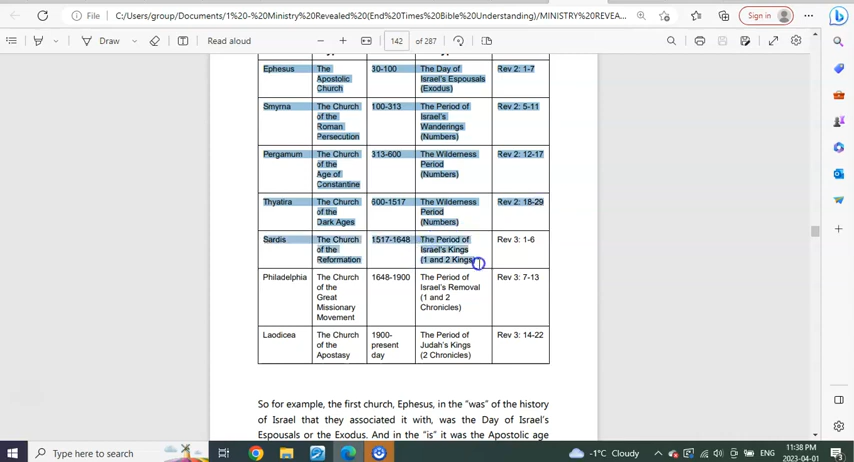 File
C:/Users/group/Documents/1%20-%20Ministry%20Revealed%20(End%20Times%20Bible%20Understanding)/MINISTRY%20REVEA...
Sign in
Draw
Read aloud
142
of 287
Ephesus The Apostolic Church 30-100 The Day of Israel's Espousals (Exodus) Rev 2: 1-7
Smyrna The Church of the Roman Persecution 100-313 The Period of Israel's Wanderings (Numbers) Rev 2: 5-11
Pergamum The Church of the Age of Constantine 313-600 The Wilderness Period (Numbers) Rev 2: 12-17
Thyatira The Church of the Dark Ages 600-1517 The Wilderness Period (Numbers) Rev 2: 18-29
Sardis The Church of the Reformation 1517-1648 The Period of Israel's Kings (1 and 2 Kings) Rev 3: 1-6
Philadelphia The Church of the Great Missionary Movement 1648-1900 The Period of Israel's Removal (1 and 2 Chronicles) Rev 3: 7-13
Laodicea The Church of the Apostasy 1900-present day The Period of Judah's Kings (2 Chronicles) Rev 3: 14-22
So for example, the first church, Ephesus, in the "was" of the history
of Israel that they associated it with, was the Day of Israel's
Espousals or the Exodus. And in the "is" it was the Apostolic age
Type here to search
-1°C Cloudy
ENG
11:38 PM
2023-04-01